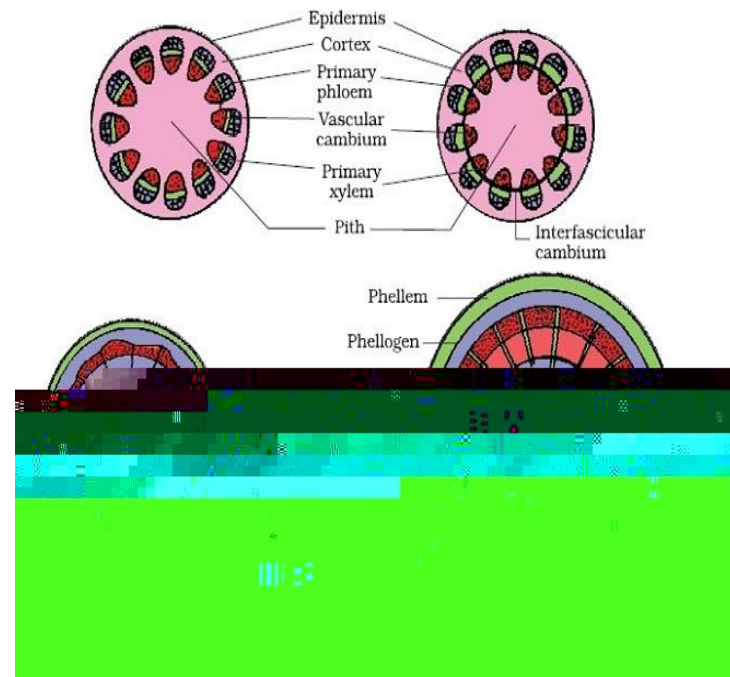 Epidermis
Cortex
Primary
phloem
Vascular
cambium
Primary
xylem
Pith
Interfascicular
cambium
Phellem
Phellogen